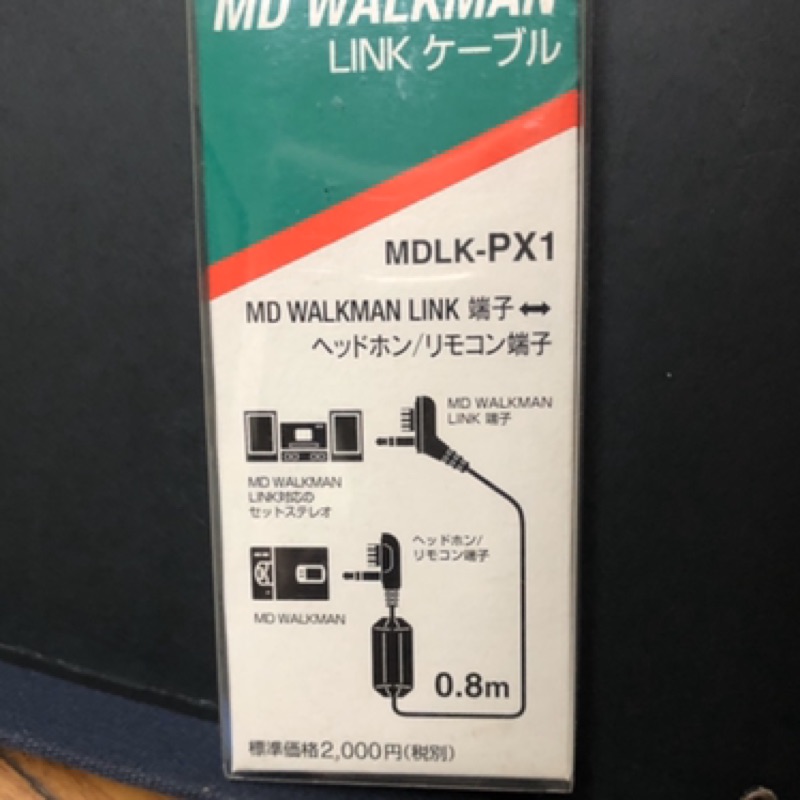 MD WALKMAN
LINK ケーブル
MDLK-PX1
MD WALKMAN LINK 端子⬌
ヘッドホン/リモコン端子
MD WALKMAN
LINK 端子
MD WALKMAN
LINK対応の
セットステレオ
ヘッドホン/
リモコン端子
MD WALKMAN
0.8m
標準価格2,000円(税別)